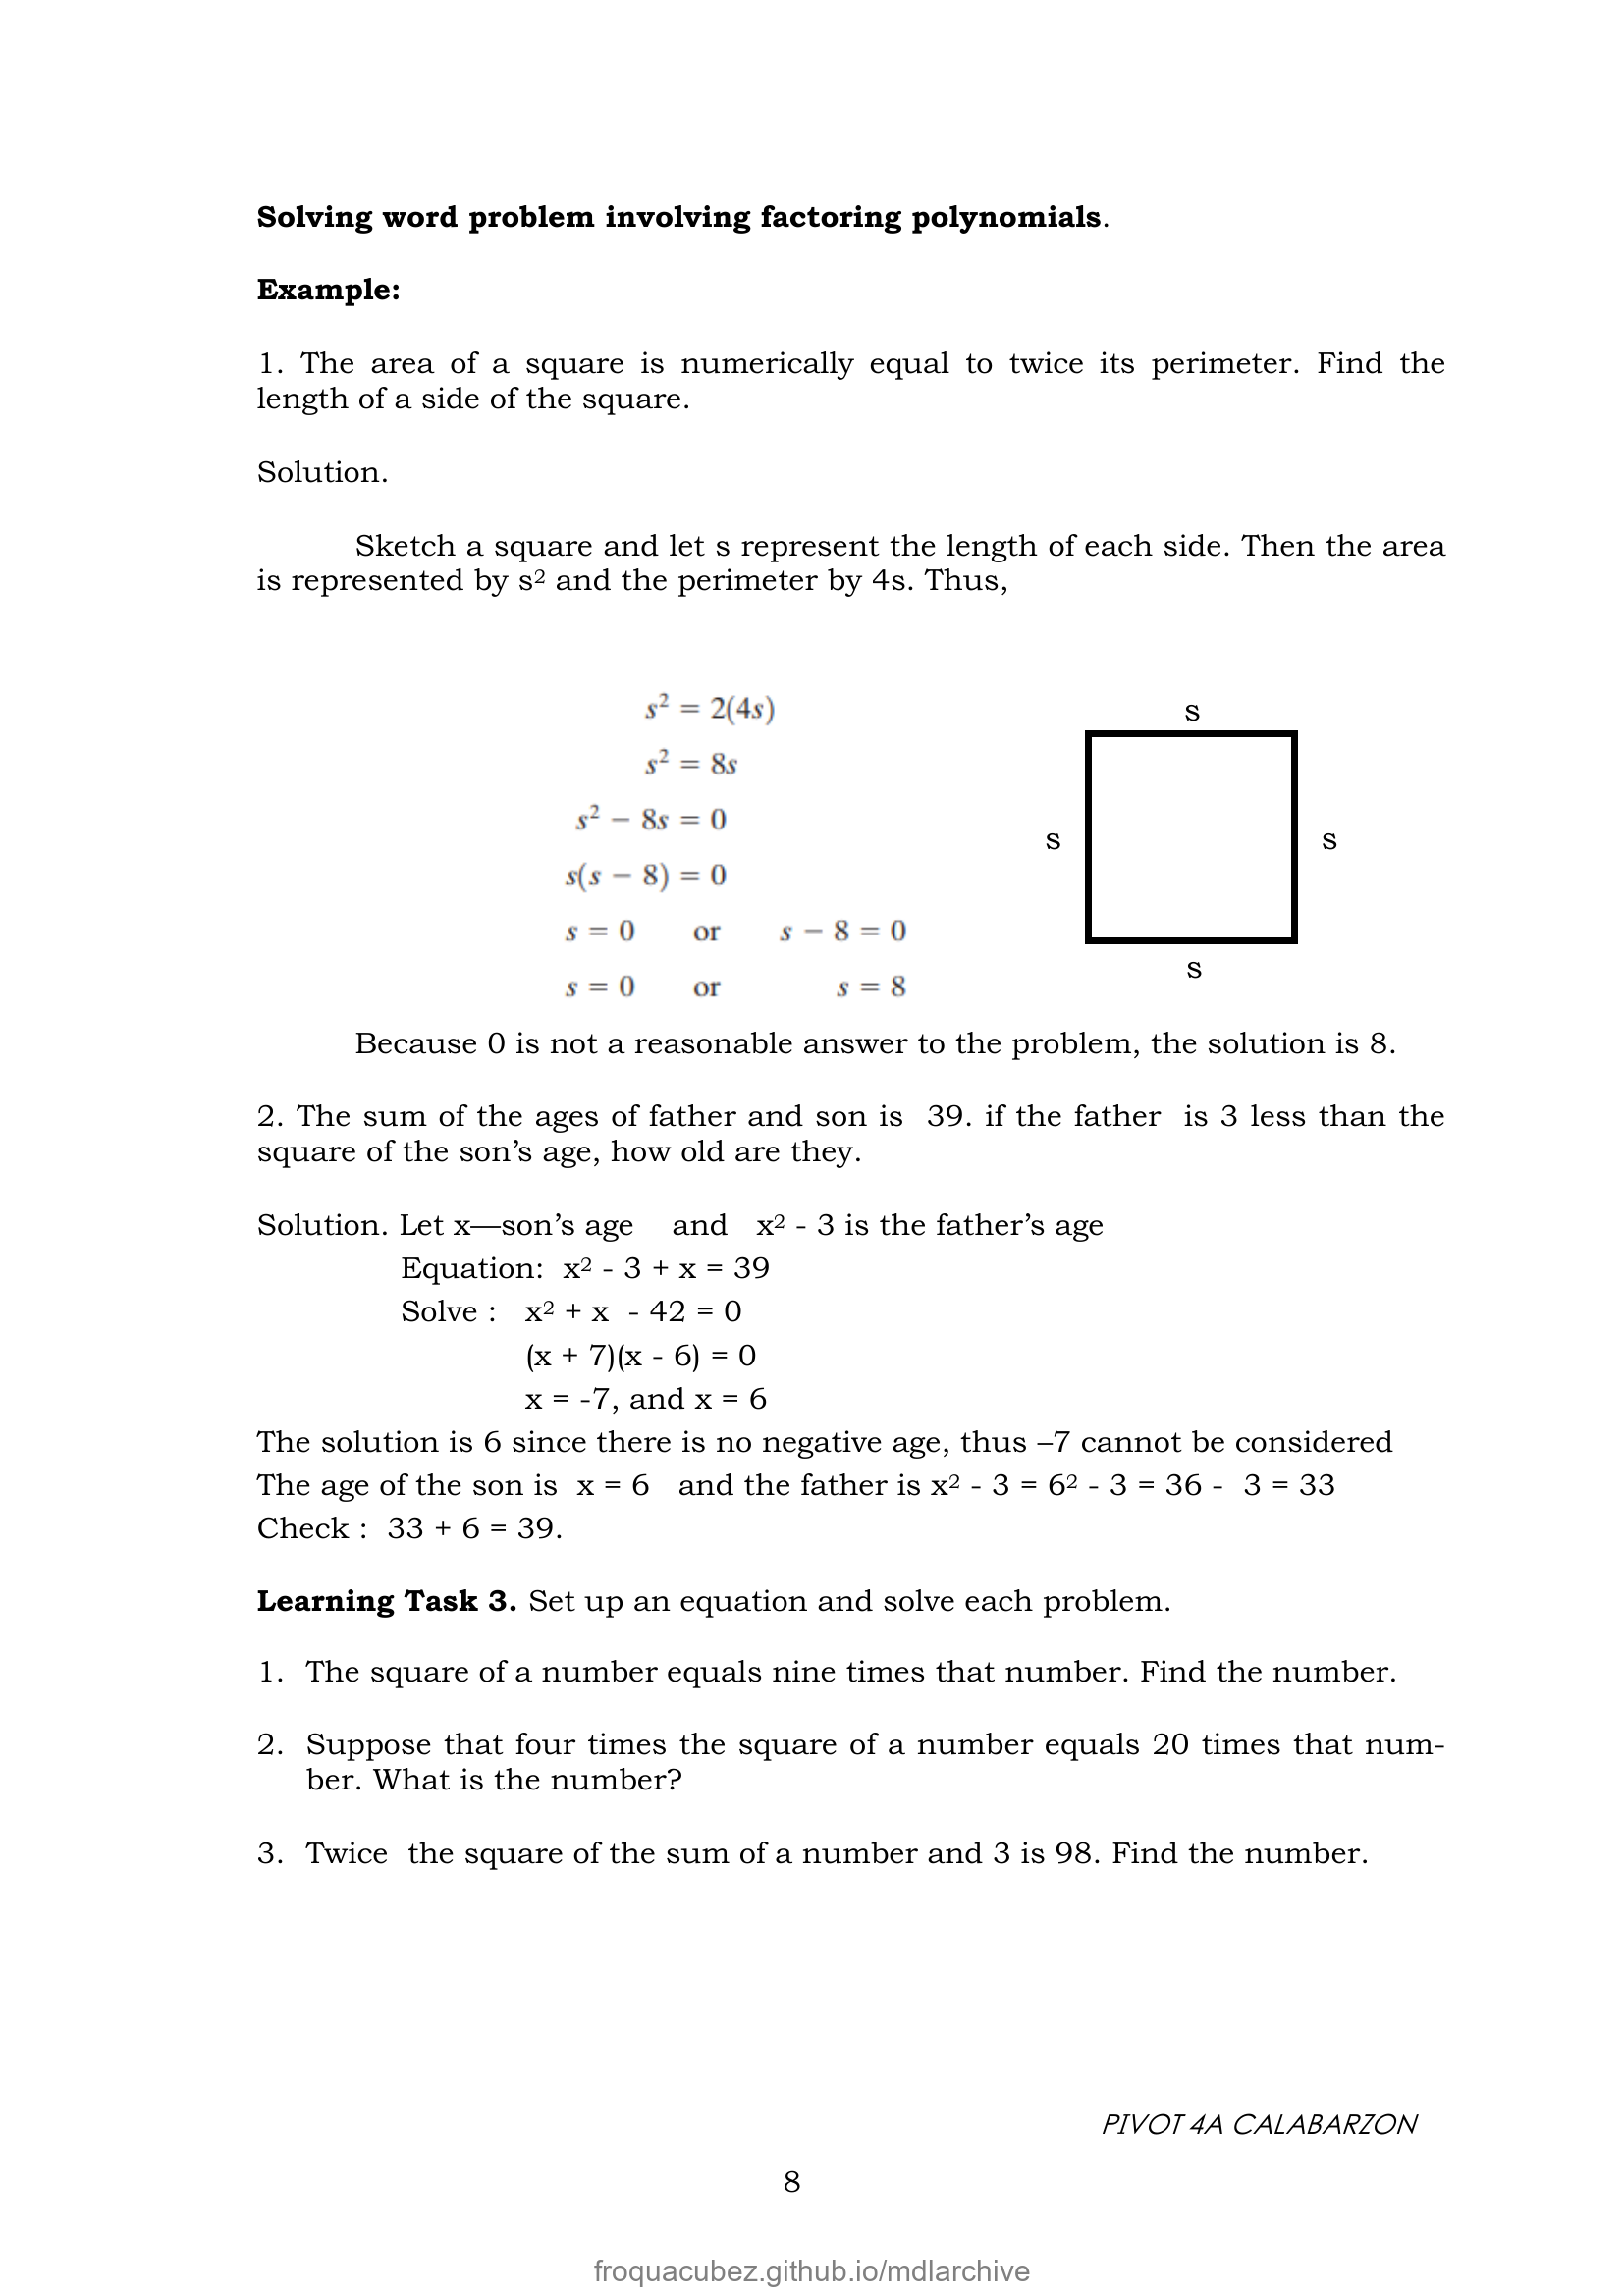 Solving word problem involving factoring polynomials.
Example:
1. The area of a square is numerically equal to twice its perimeter. Find the
length of a side of the square.
Solution.
Sketch a square and let s represent the length of each side. Then the area
is represented by s² and the perimeter by 4s. Thus,
s² = 2(4s)
s² = 8s
s² − 8s = 0
s(s − 8) = 0
s = 0 or s − 8 = 0
s = 0 or s = 8
s
s
s
s
Because 0 is not a reasonable answer to the problem, the solution is 8.
2. The sum of the ages of father and son is 39. if the father is 3 less than the
square of the son’s age, how old are they.
Solution. Let x—son’s age and x² - 3 is the father’s age
Equation: x² - 3 + x = 39
Solve : x² + x - 42 = 0
(x + 7)(x - 6) = 0
x = -7, and x = 6
The solution is 6 since there is no negative age, thus –7 cannot be considered
The age of the son is x = 6 and the father is x² - 3 = 6² - 3 = 36 - 3 = 33
Check : 33 + 6 = 39.
Learning Task 3. Set up an equation and solve each problem.
1. The square of a number equals nine times that number. Find the number.
2. Suppose that four times the square of a number equals 20 times that num-
ber. What is the number?
3. Twice the square of the sum of a number and 3 is 98. Find the number.
PIVOT 4A CALABARZON
8
froquacubez.github.io/mdlarchive